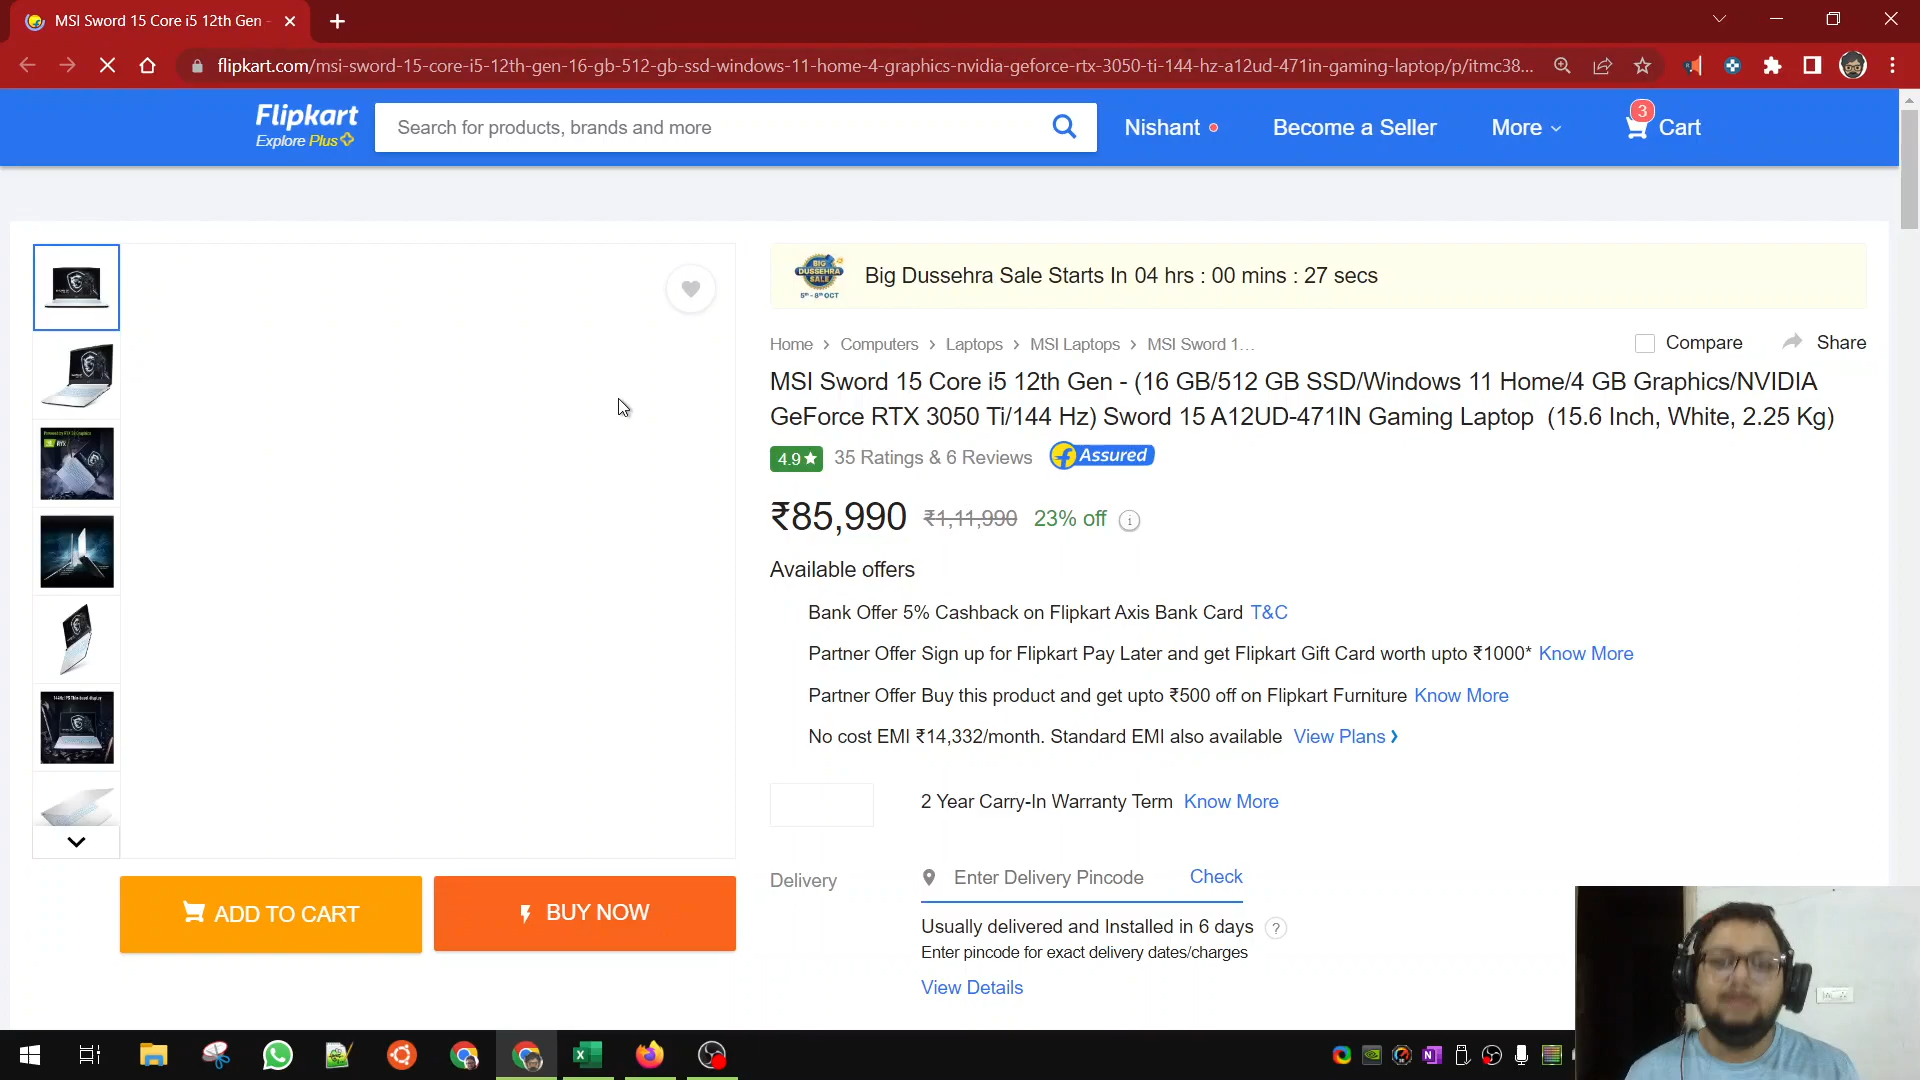 MSI Sword 15 Core i5 12th Gen -
flipkart.com/msi-sword-15-core-i5-12th-gen-16-gb-512-gb-ssd-windows-11-home-4-graphics-nvidia-geforce-rtx-3050-ti-144-hz-a12ud-471in-gaming-laptop/p/itmc38...
Flipkart
Explore Plus
Search for products, brands and more
Nishant
Become a Seller
More
3
Cart
BIG DUSSEHRA SALE
5th - 8th OCT
Big Dussehra Sale Starts In 04 hrs : 00 mins : 27 secs
Home > Computers > Laptops > MSI Laptops > MSI Sword 1...
Compare
Share
MSI Sword 15 Core i5 12th Gen - (16 GB/512 GB SSD/Windows 11 Home/4 GB Graphics/NVIDIA
GeForce RTX 3050 Ti/144 Hz) Sword 15 A12UD-471IN Gaming Laptop (15.6 Inch, White, 2.25 Kg)
4.9★ 35 Ratings & 6 Reviews Assured
₹85,990 ₹1,11,990 23% off i
Available offers
Bank Offer 5% Cashback on Flipkart Axis Bank Card T&C
Partner Offer Sign up for Flipkart Pay Later and get Flipkart Gift Card worth upto ₹1000* Know More
Partner Offer Buy this product and get upto ₹500 off on Flipkart Furniture Know More
No cost EMI ₹14,332/month. Standard EMI also available View Plans ›
2 Year Carry-In Warranty Term Know More
Delivery
Enter Delivery Pincode
Check
Usually delivered and Installed in 6 days ?
Enter pincode for exact delivery dates/charges
View Details
ADD TO CART
BUY NOW